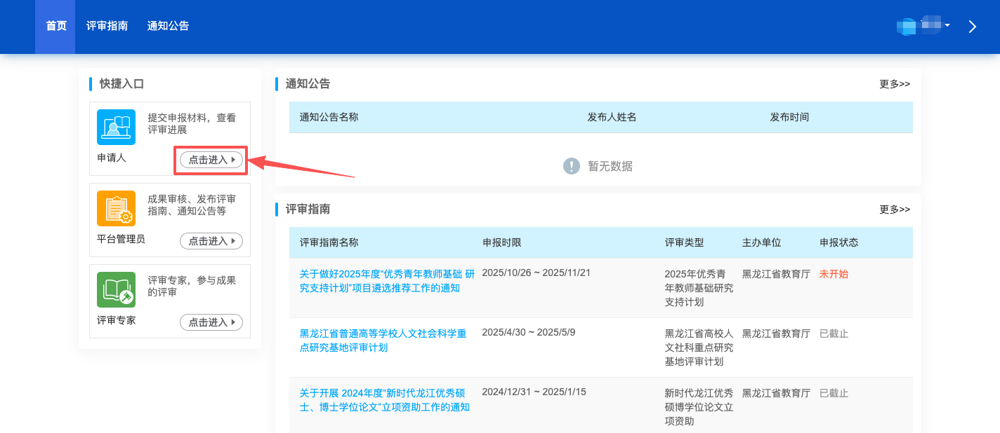 首页 评审指南 通知公告
快捷入口
提交申报材料，查看
评审进展
申请人
点击进入
成果审核、发布评审
指南、通知公告等
平台管理员
点击进入
评审专家，参与成果
的评审
评审专家
点击进入
通知公告 更多>>
通知公告名称 发布人姓名 发布时间
暂无数据
评审指南 更多>>
评审指南名称 申报时限 评审类型 主办单位 申报状态
关于做好2025年度“优秀青年教师基础 研 2025/10/26 ~ 2025/11/21 2025年优秀青 黑龙江省教育厅 未开始
究支持计划”项目遴选推荐工作的通知 年教师基础研究
支持计划
黑龙江省普通高等学校人文社会科学重 2025/4/30 ~ 2025/5/9 黑龙江省高校人 黑龙江省教育厅 已截止
点研究基地评审计划 文社科重点研究
基地评审计划
关于开展 2024年度“新时代龙江优秀硕 2024/12/31 ~ 2025/1/15 新时代龙江优秀 黑龙江省教育厅 已截止
士、博士学位论文”立项资助工作的通知 硕博学位论文立
项资助